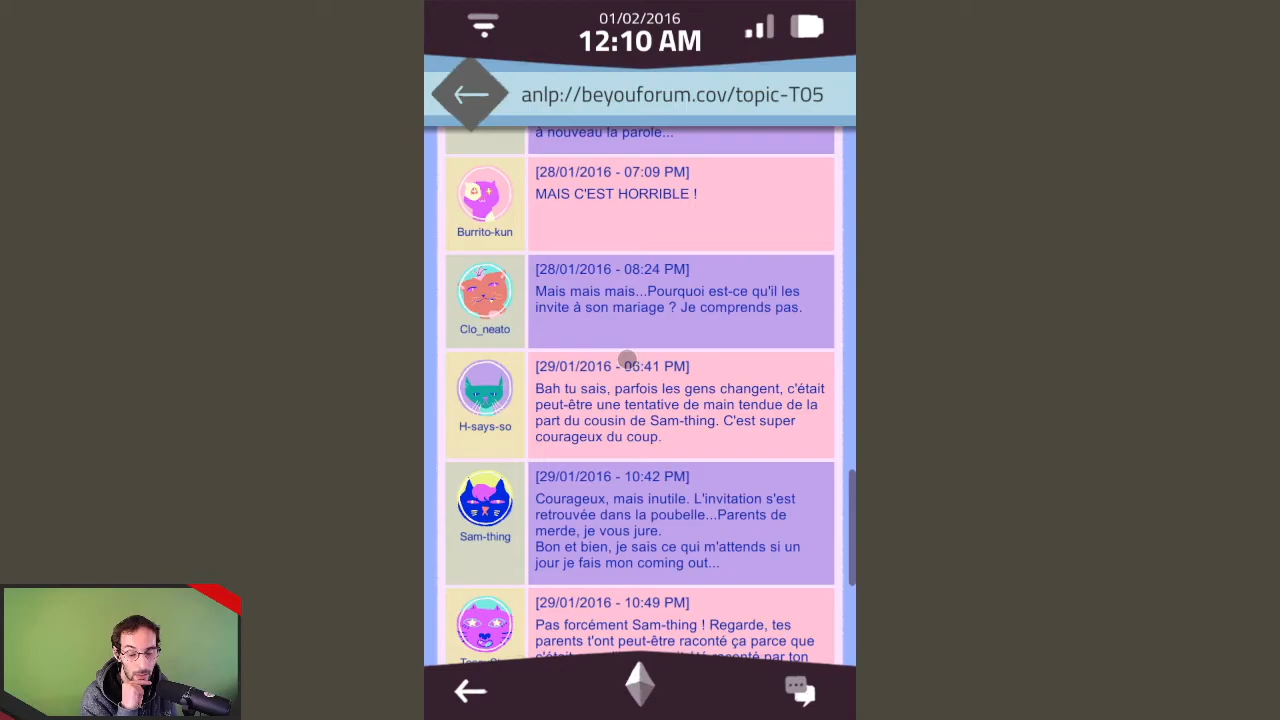 01/02/2016
12:10 AM
anlp://beyouforum.cov/topic-T05
à nouveau la parole...
[28/01/2016 - 07:09 PM]
MAIS C'EST HORRIBLE !
Burrito-kun
[28/01/2016 - 08:24 PM]
Mais mais mais...Pourquoi est-ce qu'il les
invite à son mariage ? Je comprends pas.
Clo_neato
[29/01/2016 - 06:41 PM]
Bah tu sais, parfois les gens changent, c'était
peut-être une tentative de main tendue de la
part du cousin de Sam-thing. C'est super
courageux du coup.
H-says-so
[29/01/2016 - 10:42 PM]
Courageux, mais inutile. L'invitation s'est
retrouvée dans la poubelle...Parents de
merde, je vous jure.
Bon et bien, je sais ce qui m'attends si un
jour je fais mon coming out...
Sam-thing
[29/01/2016 - 10:49 PM]
Pas forcément Sam-thing ! Regarde, tes
parents t'ont peut-être raconté ça parce que